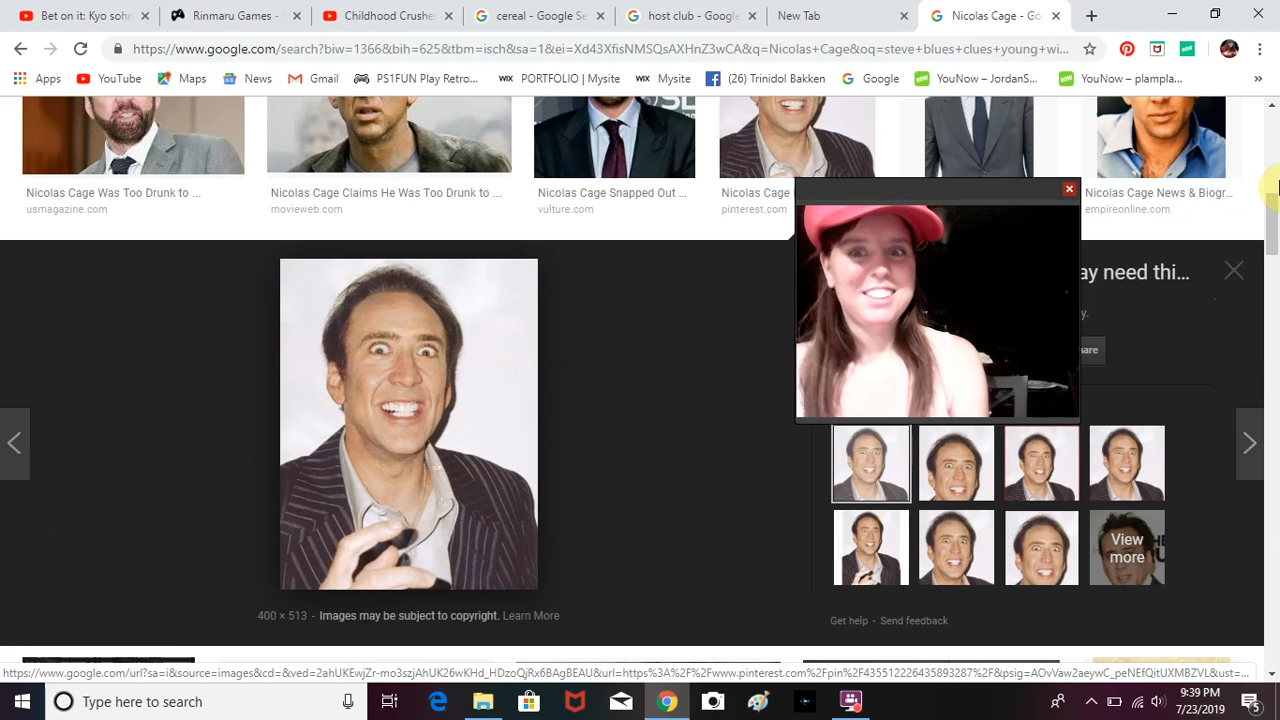 Bet on it: Kyo sohn
Rinmaru Games -
Childhood Crushe
cereal - Google Se
host club - Google
New Tab
Nicolas Cage - Go
https://www.google.com/search?biw=1366&bih=625&tbm=isch&sa=1&ei=Xd43XfisNMSQsAXHnZ3wCA&q=Nicolas+Cage&oq=steve+blues+clues+young+wi...
Apps
YouTube
Maps
News
Gmail
PS1FUN Play Retro...
WIX PORTFOLIO | Mysite
WIX Mysite
(26) Trinidol Bakken
Google
YouNow – JordanS...
YouNow – plampla...
Nicolas Cage Was Too Drunk to ...
Nicolas Cage Claims He Was Too Drunk to ...
Nicolas Cage Snapped Out ...
Nicolas Cage
Nicolas Cage News & Biogr...
usmagazine.com
movieweb.com
vulture.com
pinterest.com
empireonline.com
ay need thi...
y.
are
View
more
400 × 513 - Images may be subject to copyright. Learn More
Get help - Send feedback
https://www.google.com/url?sa=i&source=images&cd=&ved=2ahUKEwjZr-mo3czjAhUK26wKHd_HDzoQjRx6BAgBEAU&url=https%3A%2F%2Fwww.pinterest.com%2Fpin%2F435512226435893287%2F&psig=AOvVaw2aeywC_peNEfQitUXMBZVL&ust=...
Type here to search
9:39 PM
7/23/2019
5